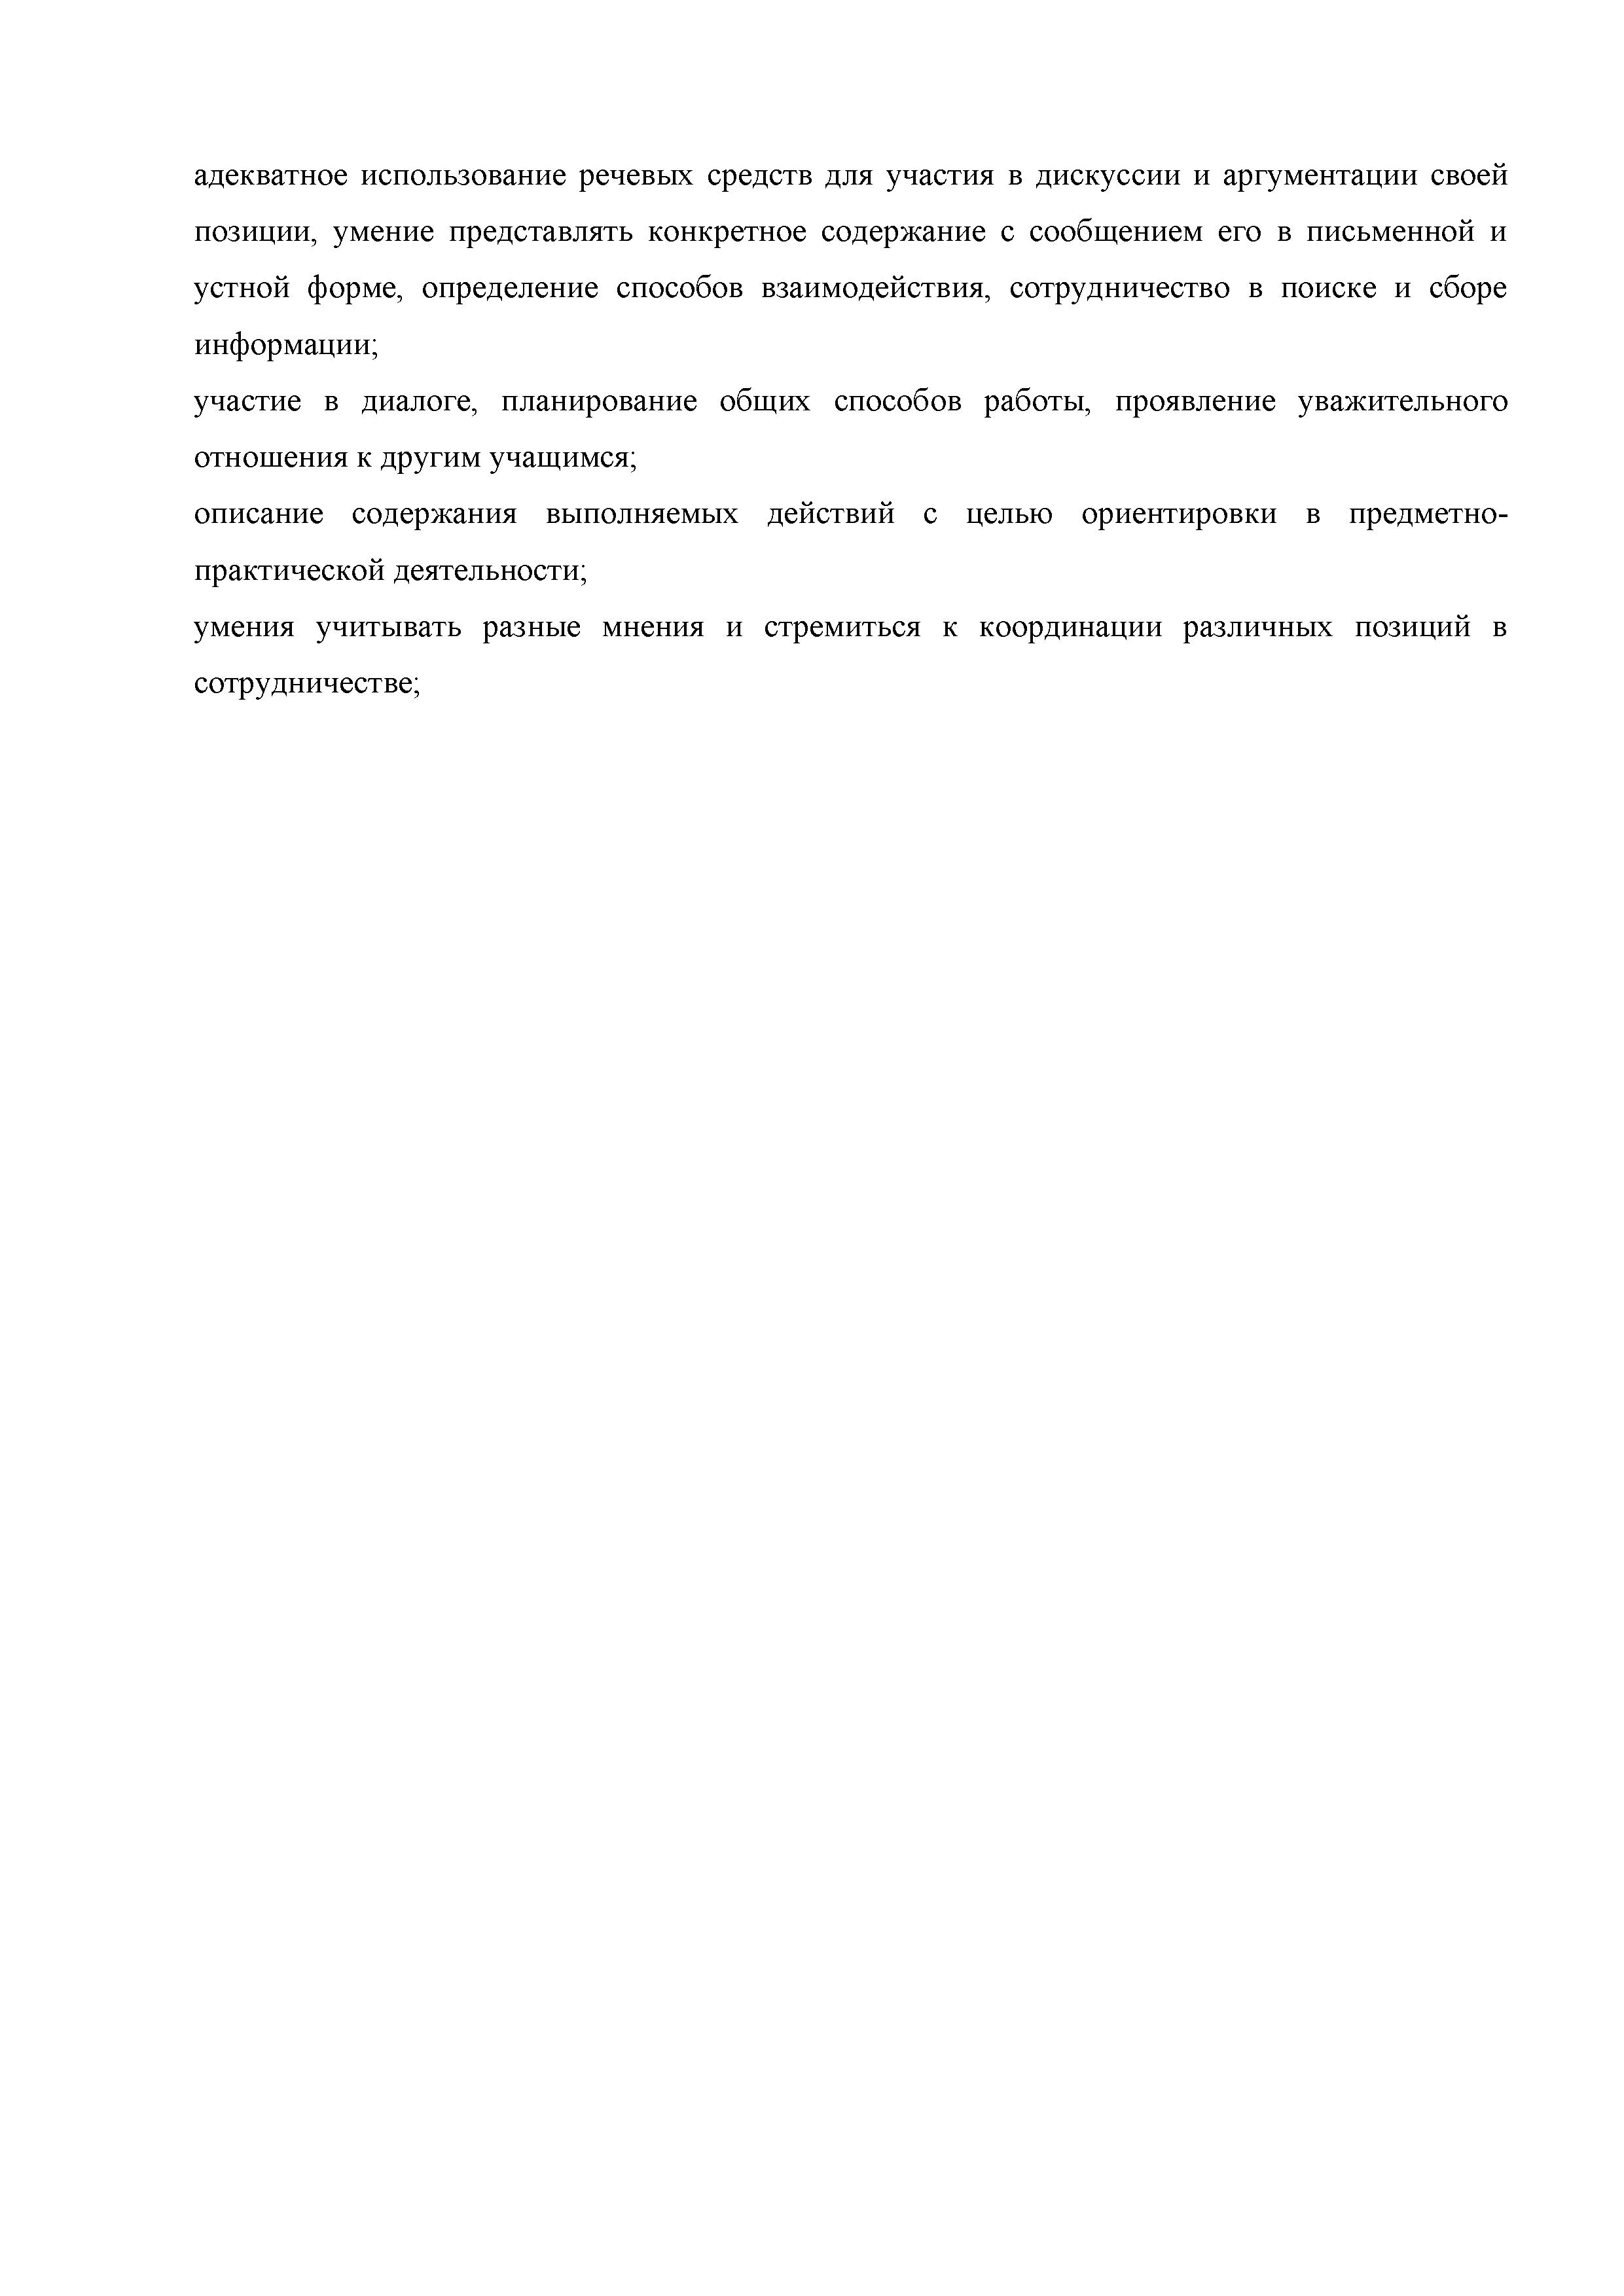 адекватное использование речевых средств для участия в дискуссии и аргументации своей
позиции, умение представлять конкретное содержание с сообщением его в письменной и
устной форме, определение способов взаимодействия, сотрудничество в поиске и сборе
информации;
участие в диалоге, планирование общих способов работы, проявление уважительного
отношения к другим учащимся;
описание содержания выполняемых действий с целью ориентировки в предметно-
практической деятельности;
умения учитывать разные мнения и стремиться к координации различных позиций в
сотрудничестве;